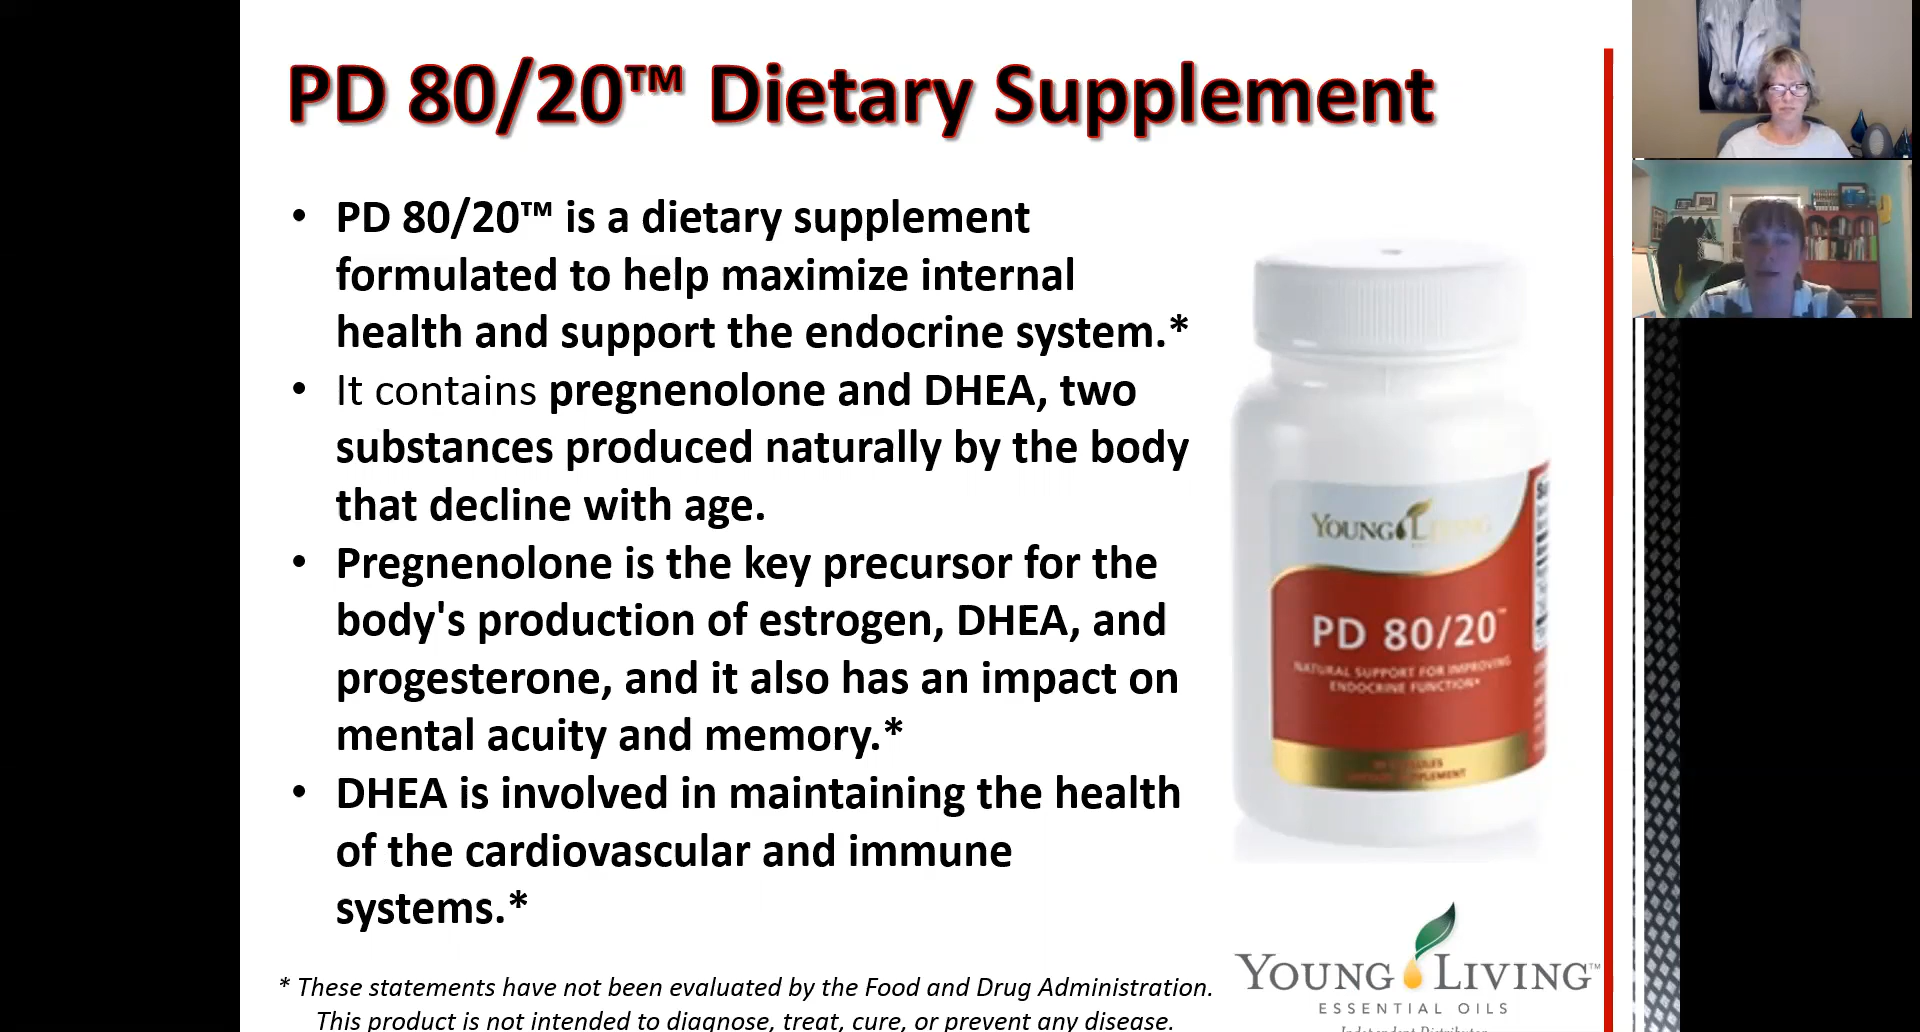 PD 80/20™ Dietary Supplement
• PD 80/20™ is a dietary supplement
formulated to help maximize internal
health and support the endocrine system.*
• It contains pregnenolone and DHEA, two
substances produced naturally by the body
that decline with age.
• Pregnenolone is the key precursor for the
body's production of estrogen, DHEA, and
progesterone, and it also has an impact on
mental acuity and memory.*
• DHEA is involved in maintaining the health
of the cardiovascular and immune
systems.*
* These statements have not been evaluated by the Food and Drug Administration.
This product is not intended to diagnose, treat, cure, or prevent any disease.
YOUNG LIVING
PD 80/20™
NATURAL SUPPORT FOR IMPROVING
ENDOCRINE FUNCTION*
YOUNG LIVING™
ESSENTIAL OILS
Independent Distributor